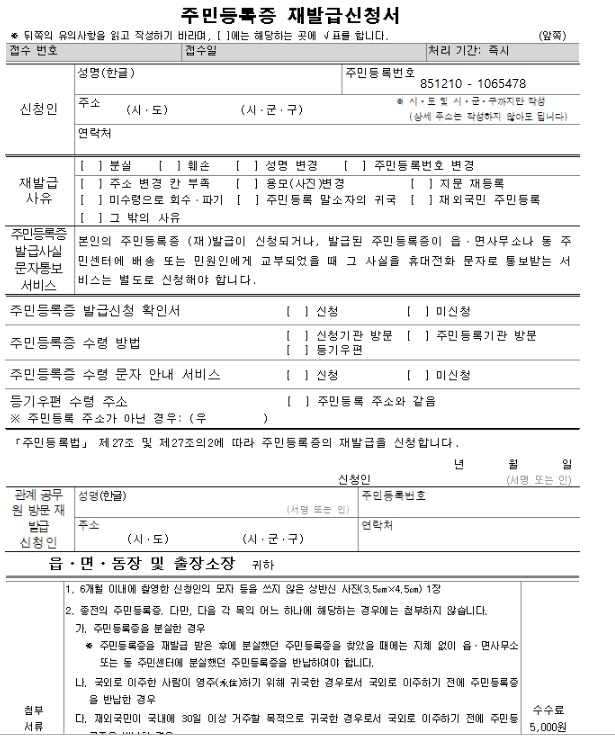 주민등록증 재발급신청서
※ 뒤쪽의 유의사항을 읽고 작성하기 바라며, [ ]에는 해당하는 곳에 √표를 합니다. (앞쪽)
접수 번호 접수일 처리 기간: 즉시
신청인
성명(한글) 주민등록번호
851210 - 1065478
주소 (시·도) (시·군·구)
※ 시·도 및 시·군·구까지만 작성
(상세 주소는 작성하지 않아도 됩니다)
연락처
재발급
사유
[ ] 분실 [ ] 훼손 [ ] 성명 변경 [ ] 주민등록번호 변경
[ ] 주소 변경 칸 부족 [ ] 용모(사진)변경 [ ] 지문 재등록
[ ] 미수령으로 회수·파기 [ ] 주민등록 말소자의 귀국 [ ] 재외국민 주민등록
[ ] 그 밖의 사유
주민등록증
발급사실
문자통보
서비스
본인의 주민등록증 (재)발급이 신청되거나, 발급된 주민등록증이 읍·면사무소나 동 주
민센터에 배송 또는 민원인에게 교부되었을 때 그 사실을 휴대전화 문자로 통보받는 서
비스는 별도로 신청해야 합니다.
주민등록증 발급신청 확인서 [ ] 신청 [ ] 미신청
주민등록증 수령 방법 [ ] 신청기관 방문 [ ] 주민등록기관 방문
[ ] 등기우편
주민등록증 수령 문자 안내 서비스 [ ] 신청 [ ] 미신청
등기우편 수령 주소 [ ] 주민등록 주소와 같음
※ 주민등록 주소가 아닌 경우: (우 )
「주민등록법」 제27조 및 제27조의2에 따라 주민등록증의 재발급을 신청합니다.
년 월 일
신청인 (서명 또는 인)
관계 공무
원 방문 재
발급
신청인
성명(한글) (서명 또는 인) 주민등록번호
주소 (시·도) (시·군·구) 연락처
읍·면·동장 및 출장소장 귀하
첨부
서류
1. 6개월 이내에 촬영한 신청인의 모자 등을 쓰지 않은 상반신 사진(3.5cm×4.5cm) 1장
2. 종전의 주민등록증. 다만, 다음 각 목의 어느 하나에 해당하는 경우에는 첨부하지 않습니다.
가. 주민등록증을 분실한 경우
※ 주민등록증을 재발급 받은 후에 분실했던 주민등록증을 찾았을 때에는 지체 없이 읍·면사무소
또는 동 주민센터에 분실했던 주민등록증을 반납하여야 합니다.
나. 국외로 이주한 사람이 영주(永住)하기 위해 귀국한 경우로서 국외로 이주하기 전에 주민등록증
을 반납한 경우
다. 재외국민이 국내에 30일 이상 거주할 목적으로 귀국한 경우로서 국외로 이주하기 전에 주민등
수수료
5,000원